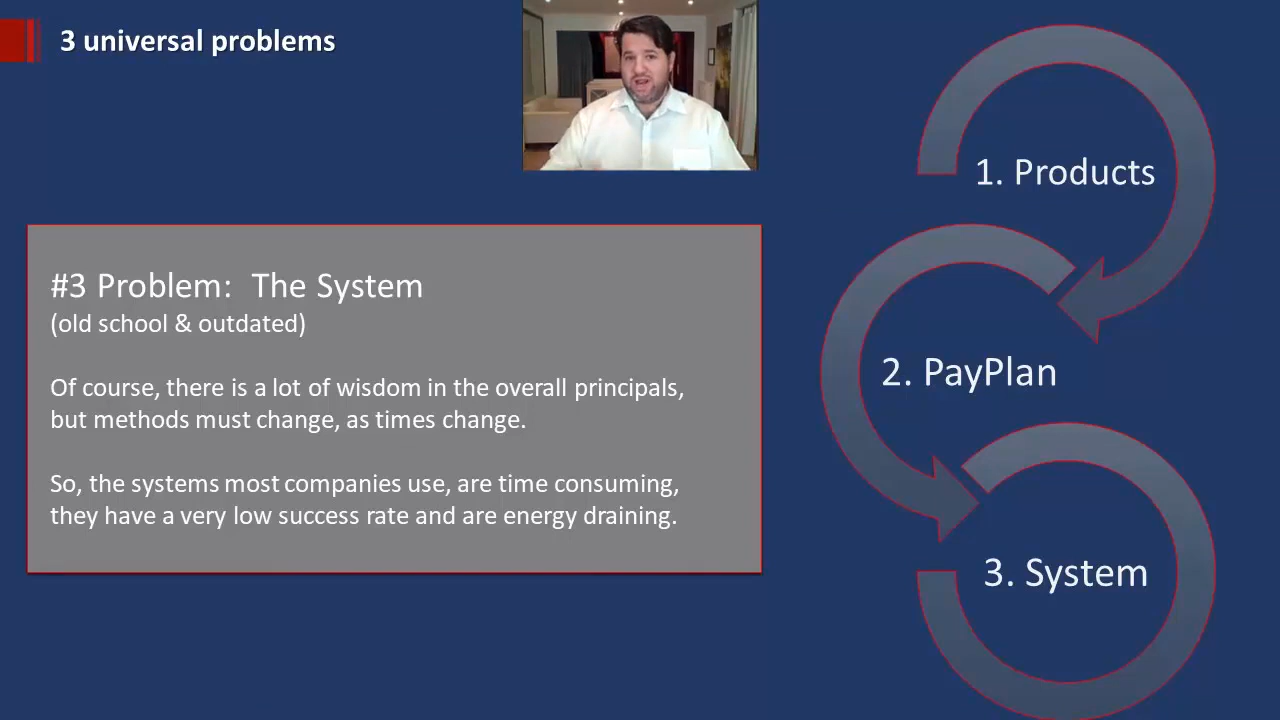 3 universal problems
#3 Problem:  The System
(old school & outdated)
Of course, there is a lot of wisdom in the overall principals,
but methods must change, as times change.
So, the systems most companies use, are time consuming,
they have a very low success rate and are energy draining.
1. Products
2. PayPlan
3. System